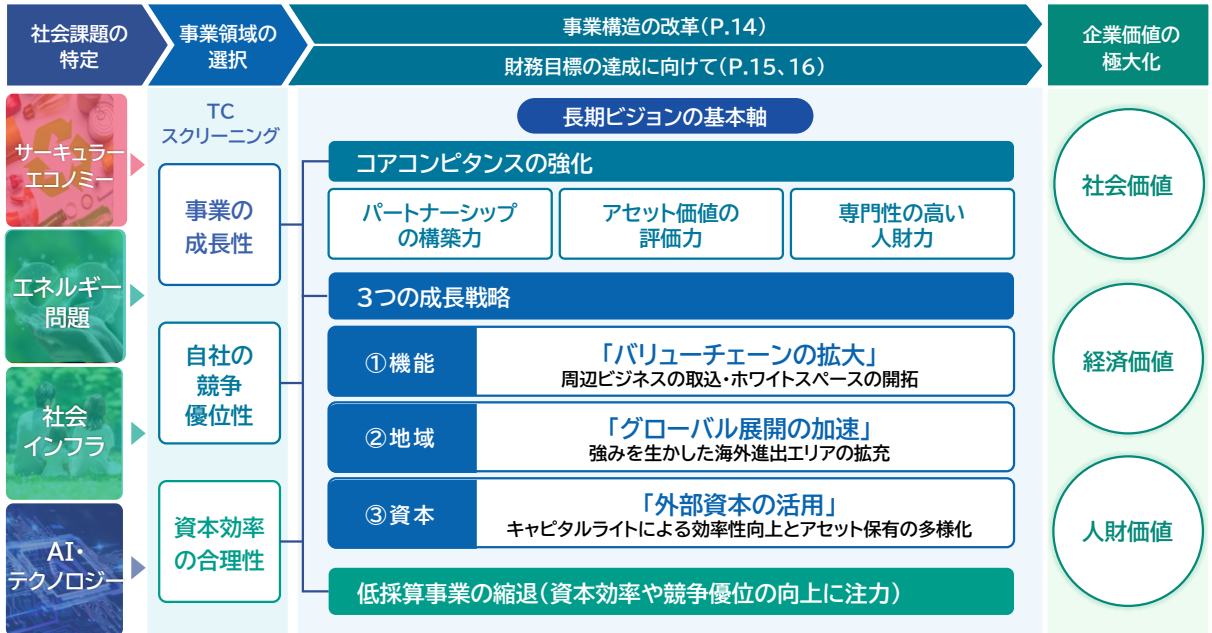 社会課題の
特定
事業領域の
選択
事業構造の改革(P.14)
財務目標の達成に向けて(P.15、16)
企業価値の
極大化
サーキュラー
エコノミー
エネルギー
問題
社会
インフラ
AI・
テクノロジー
TC
スクリーニング
事業の
成長性
自社の
競争
優位性
資本効率
の合理性
長期ビジョンの基本軸
コアコンピタンスの強化
パートナーシップ
の構築力
アセット価値の
評価力
専門性の高い
人財力
3つの成長戦略
①機能
「バリューチェーンの拡大」
周辺ビジネスの取込・ホワイトスペースの開拓
②地域
「グローバル展開の加速」
強みを生かした海外進出エリアの拡充
③資本
「外部資本の活用」
キャピタルライトによる効率性向上とアセット保有の多様化
低採算事業の縮退(資本効率や競争優位の向上に注力)
社会価値
経済価値
人財価値